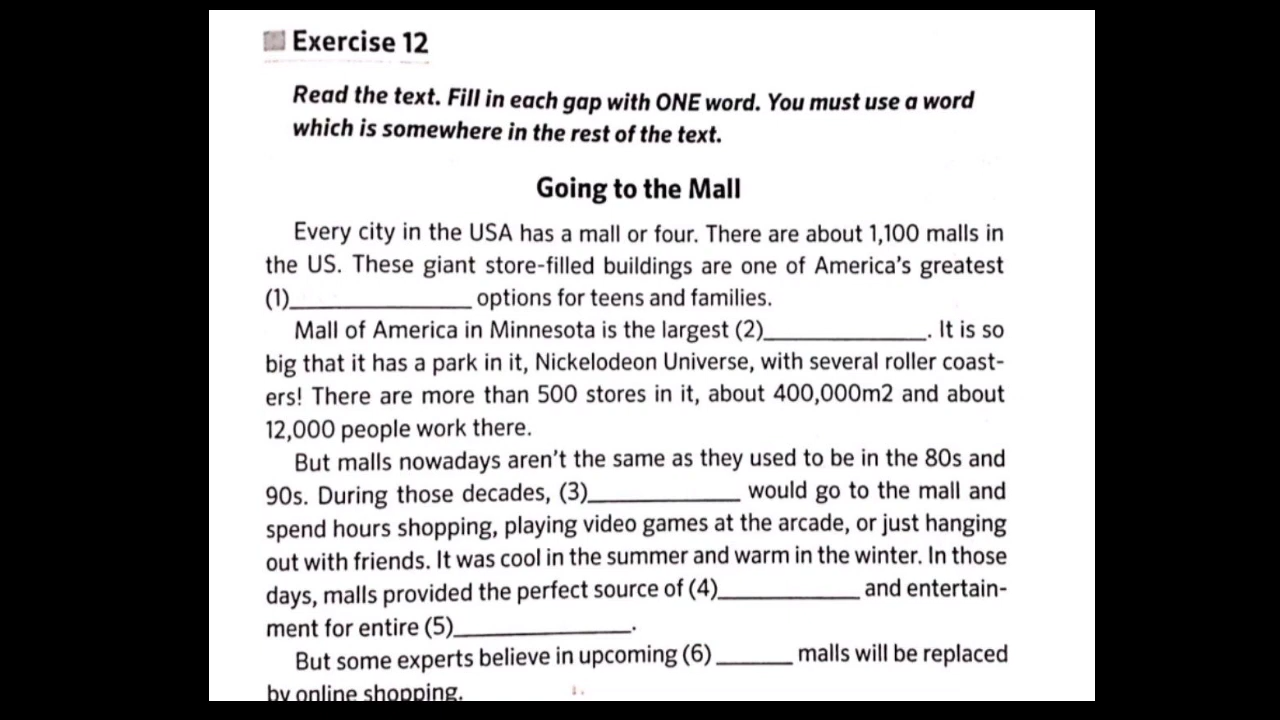 Exercise 12
Read the text. Fill in each gap with ONE word. You must use a word
which is somewhere in the rest of the text.
Going to the Mall
Every city in the USA has a mall or four. There are about 1,100 malls in
the US. These giant store-filled buildings are one of America's greatest
(1)______________ options for teens and families.
Mall of America in Minnesota is the largest (2)______________. It is so
big that it has a park in it, Nickelodeon Universe, with several roller coast-
ers! There are more than 500 stores in it, about 400,000m2 and about
12,000 people work there.
But malls nowadays aren't the same as they used to be in the 80s and
90s. During those decades, (3)______________ would go to the mall and
spend hours shopping, playing video games at the arcade, or just hanging
out with friends. It was cool in the summer and warm in the winter. In those
days, malls provided the perfect source of (4)______________ and entertain-
ment for entire (5)______________.
But some experts believe in upcoming (6)______ malls will be replaced
by online shopping.